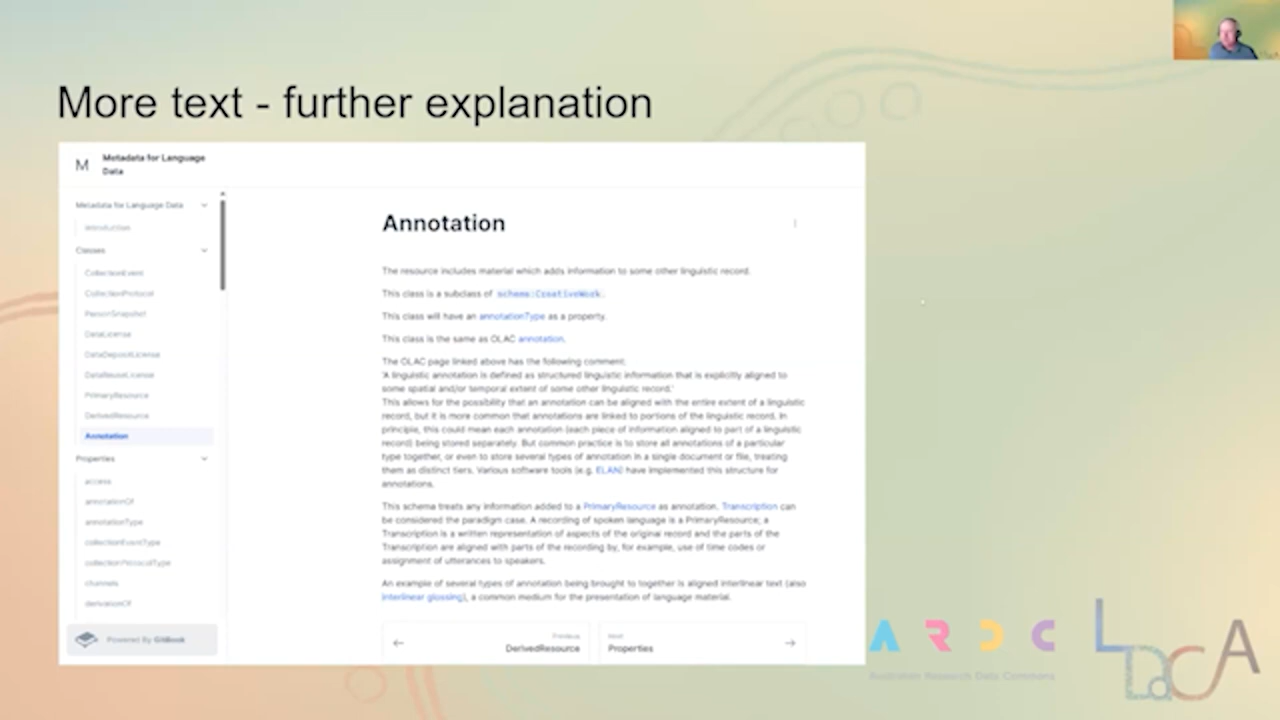 More text - further explanation
M
Metadata for Language
Data
Metadata for Language Data
Introduction
Classes
CollectionEvent
CollectionProtocol
PersonSnapshot
DataLicense
DataDepositLicense
DataReuseLicense
PrimaryResource
DerivedResource
Annotation
Properties
access
annotationOf
annotationType
collectionEventType
collectionProtocolType
channels
derivationOf
Powered By GitBook
Annotation
The resource includes material which adds information to some other linguistic record.
This class is a subclass of schema:CreativeWork.
This class will have an annotationType as a property.
This class is the same as OLAC annotation.
The OLAC page linked above has the following comment:
'A linguistic annotation is defined as structured linguistic information that is explicitly aligned to
some spatial and/or temporal extent of some other linguistic record.'
This allows for the possibility that an annotation can be aligned with the entire extent of a linguistic
record, but it is more common that annotations are linked to portions of the linguistic record. In
principle, this could mean each annotation (each piece of information aligned to part of a linguistic
record) being stored separately. But common practice is to store all annotations of a particular
type together, or even to store several types of annotation in a single document or file, treating
them as distinct tiers. Various software tools (e.g. ELAN) have implemented this structure for
annotations.
This schema treats any information added to a PrimaryResource as annotation. Transcription can
be considered the paradigm case. A recording of spoken language is a PrimaryResource; a
Transcription is a written representation of aspects of the original record and the parts of the
Transcription are aligned with parts of the recording by, for example, use of time codes or
assignment of utterances to speakers.
An example of several types of annotation being brought to together is aligned interlinear text (also
interlinear glossing), a common medium for the presentation of language material.
Previous
DerivedResource
Next
Properties
ARDC
Australian Research Data Commons
LDaCA